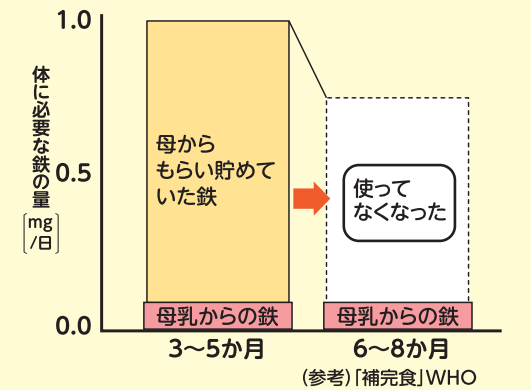 体に必要な鉄の量
mg
/日
1.0
0.5
0.0
母から
もらい貯めて
いた鉄
使って
なくなった
母乳からの鉄
母乳からの鉄
3〜5か月
6〜8か月
(参考)「補完食」WHO